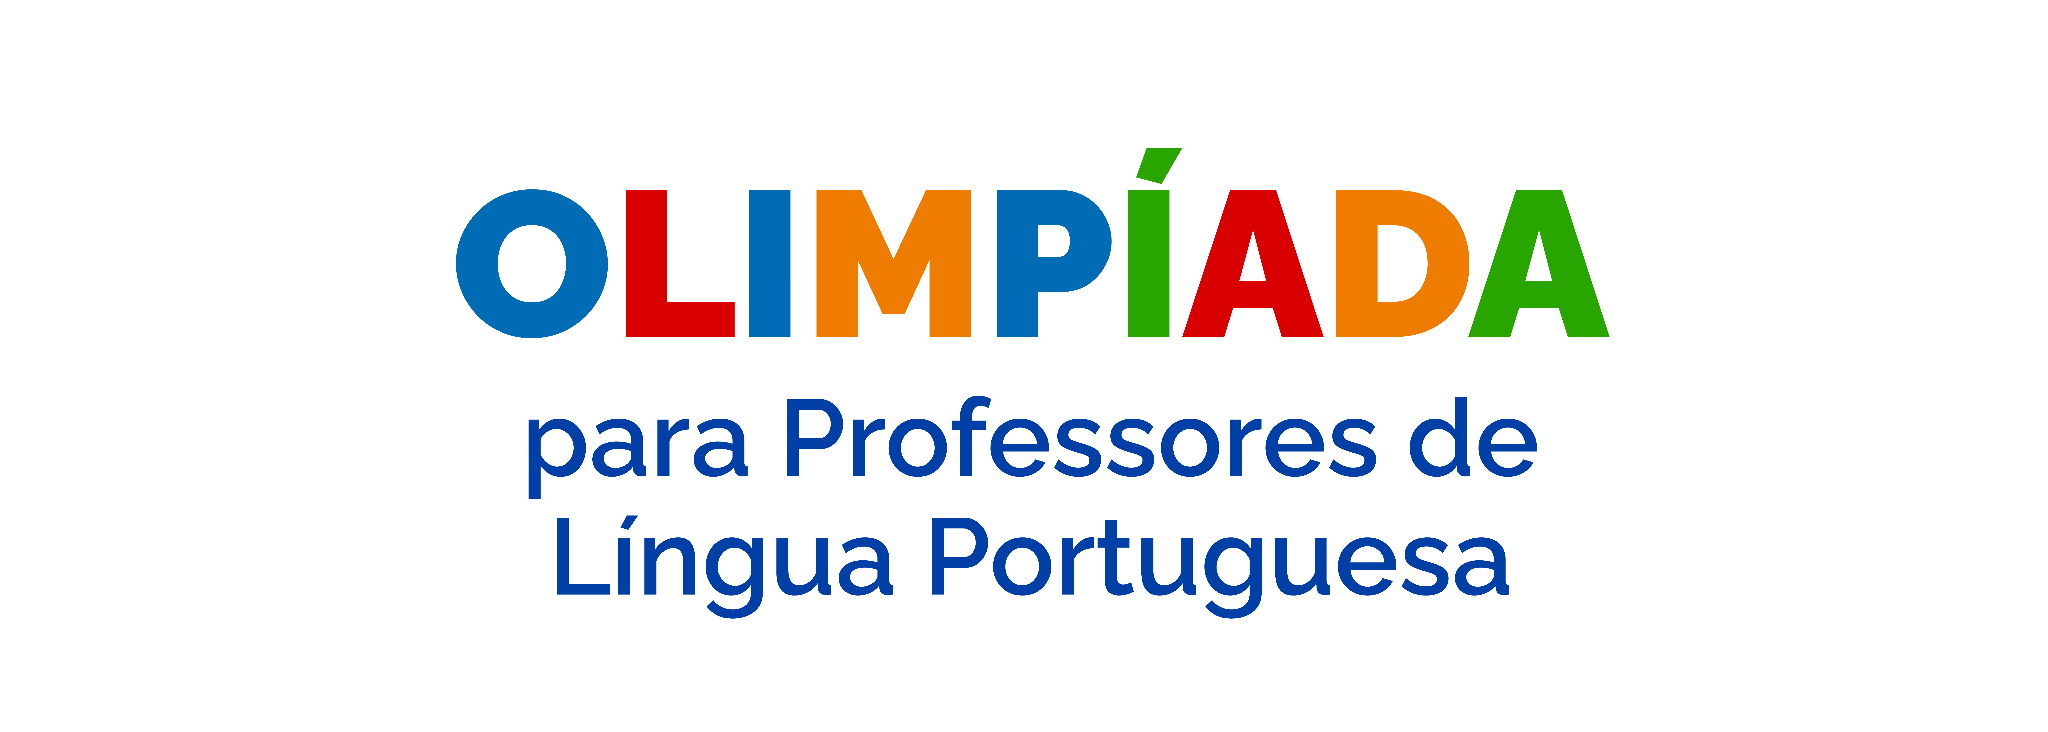 OLIMPÍADA
para Professores de
Língua Portuguesa